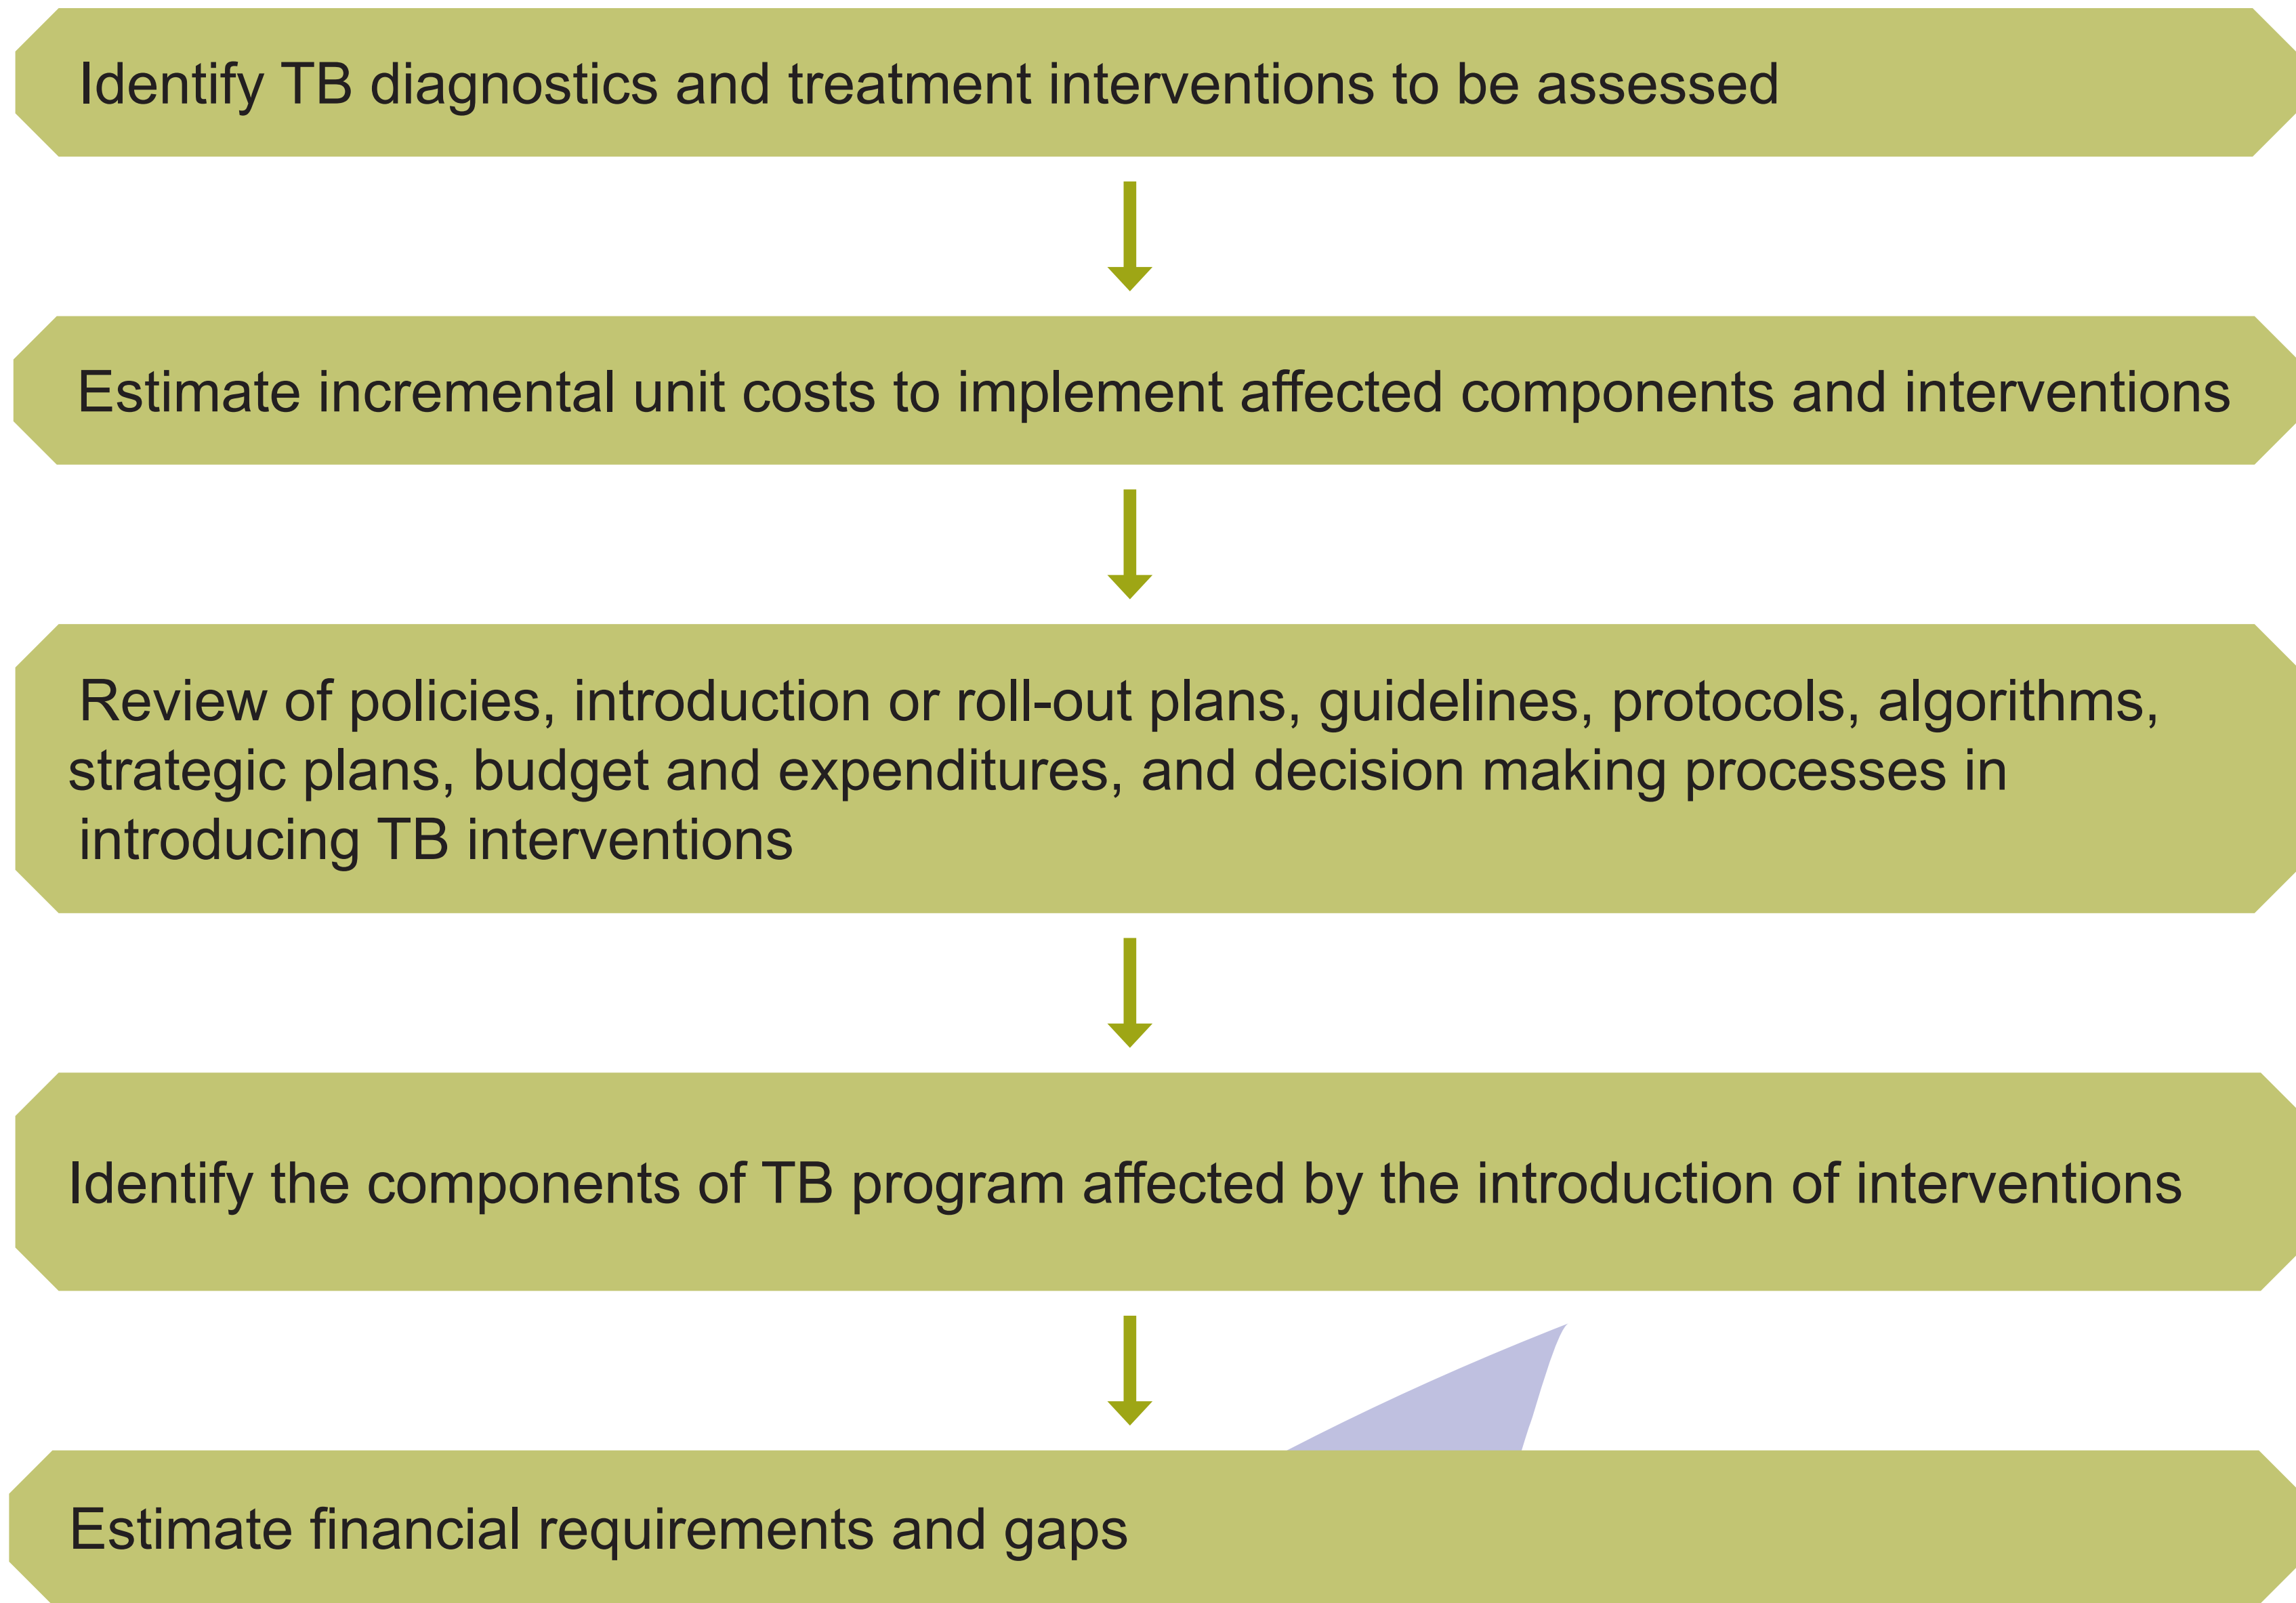 Identify TB diagnostics and treatment interventions to be assessed
Estimate incremental unit costs to implement affected components and interventions
Review of policies, introduction or roll-out plans, guidelines, protocols, algorithms,
strategic plans, budget and expenditures, and decision making processes in
introducing TB interventions
Identify the components of TB program affected by the introduction of interventions
Estimate financial requirements and gaps